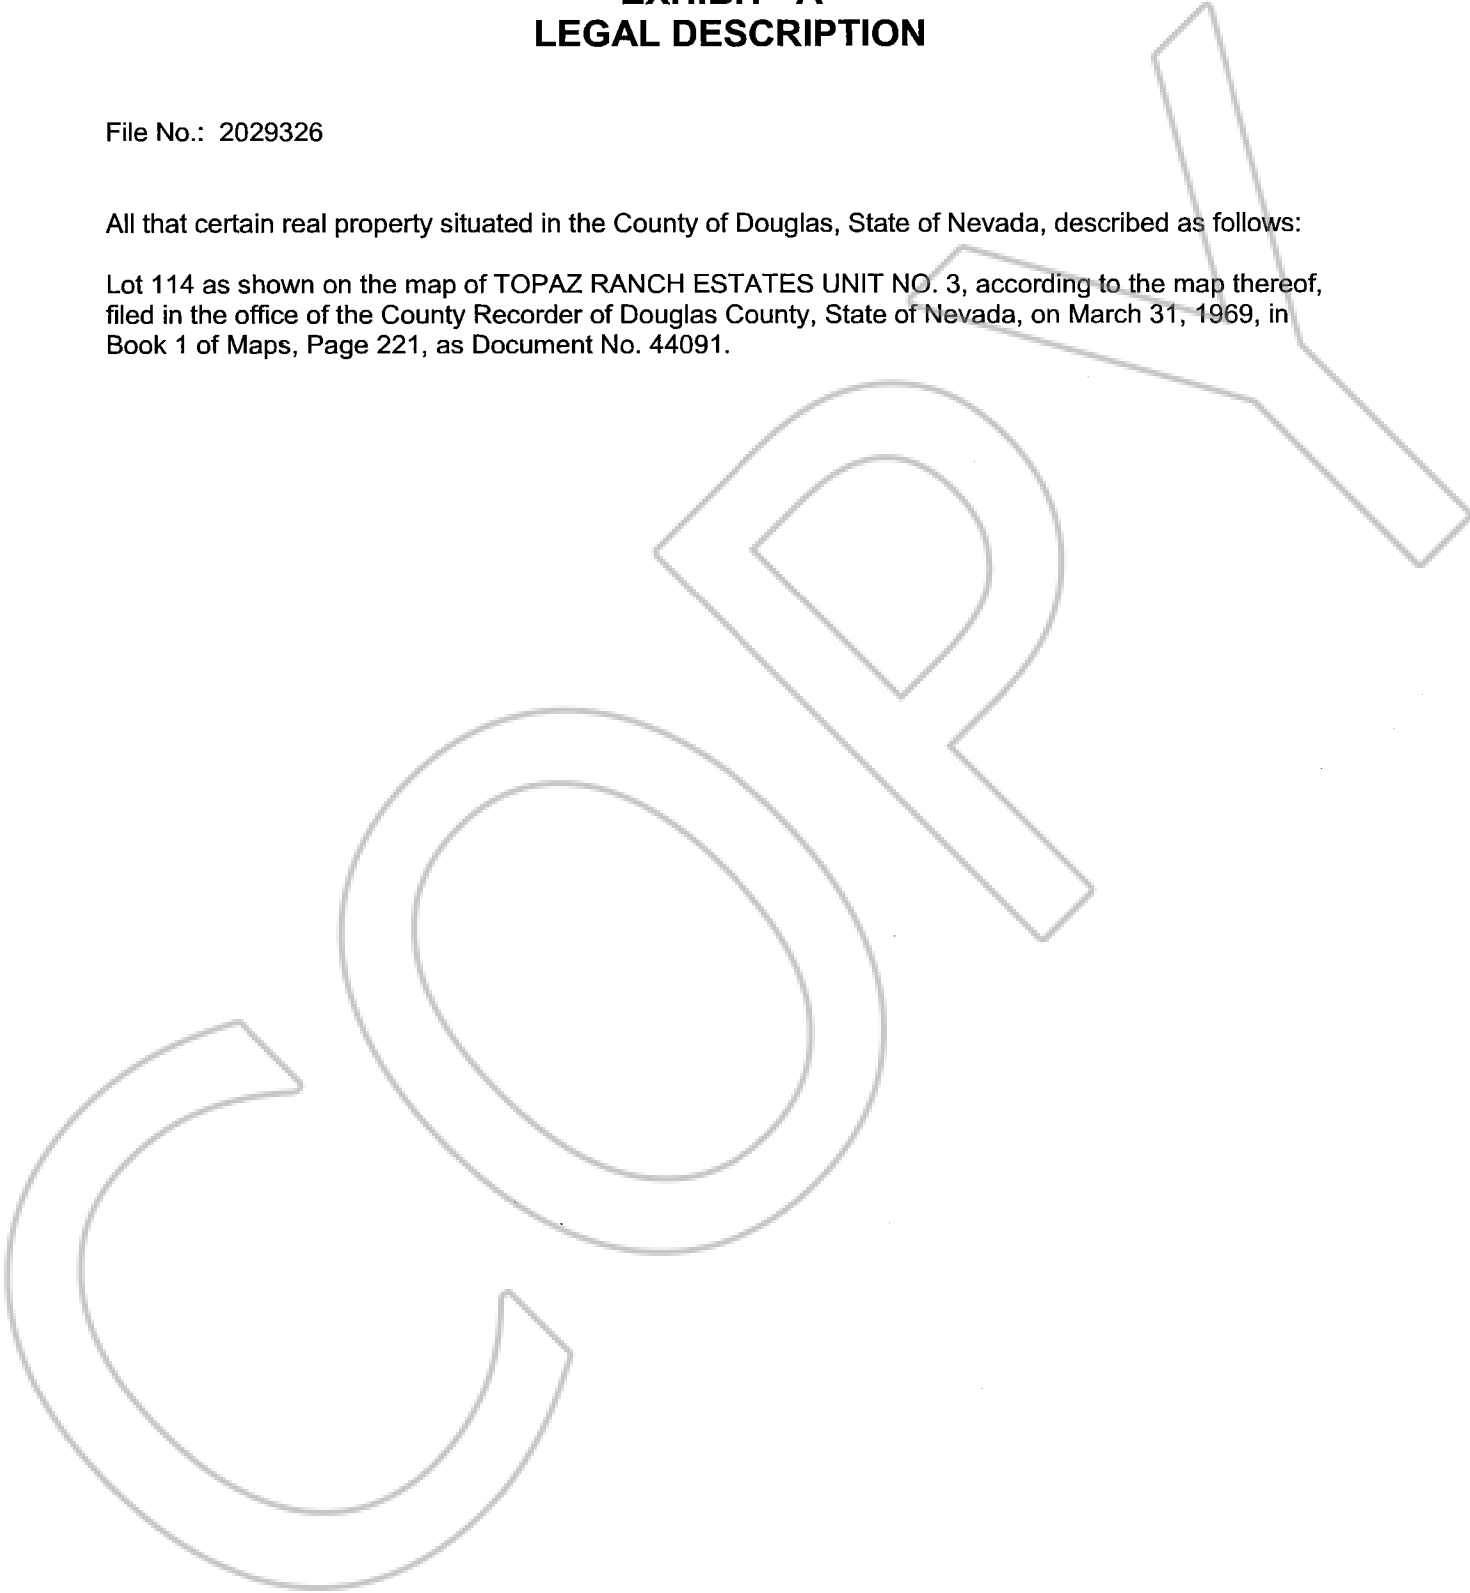 EXHIBIT "A"
LEGAL DESCRIPTION
File No.: 2029326
All that certain real property situated in the County of Douglas, State of Nevada, described as follows:
Lot 114 as shown on the map of TOPAZ RANCH ESTATES UNIT NO. 3, according to the map thereof,
filed in the office of the County Recorder of Douglas County, State of Nevada, on March 31, 1969, in
Book 1 of Maps, Page 221, as Document No. 44091.
COPY